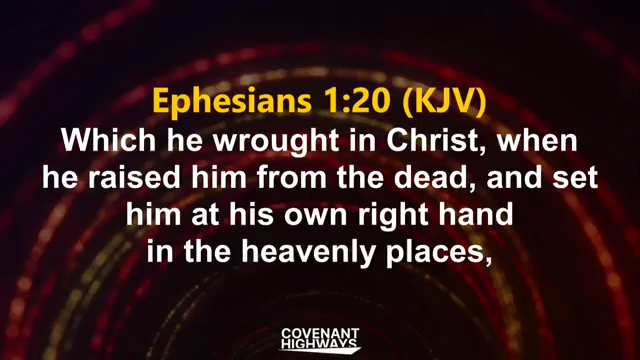 Ephesians 1:20 (KJV)
Which he wrought in Christ, when
he raised him from the dead, and set
him at his own right hand
in the heavenly places,
COVENANT
HIGHWAYS